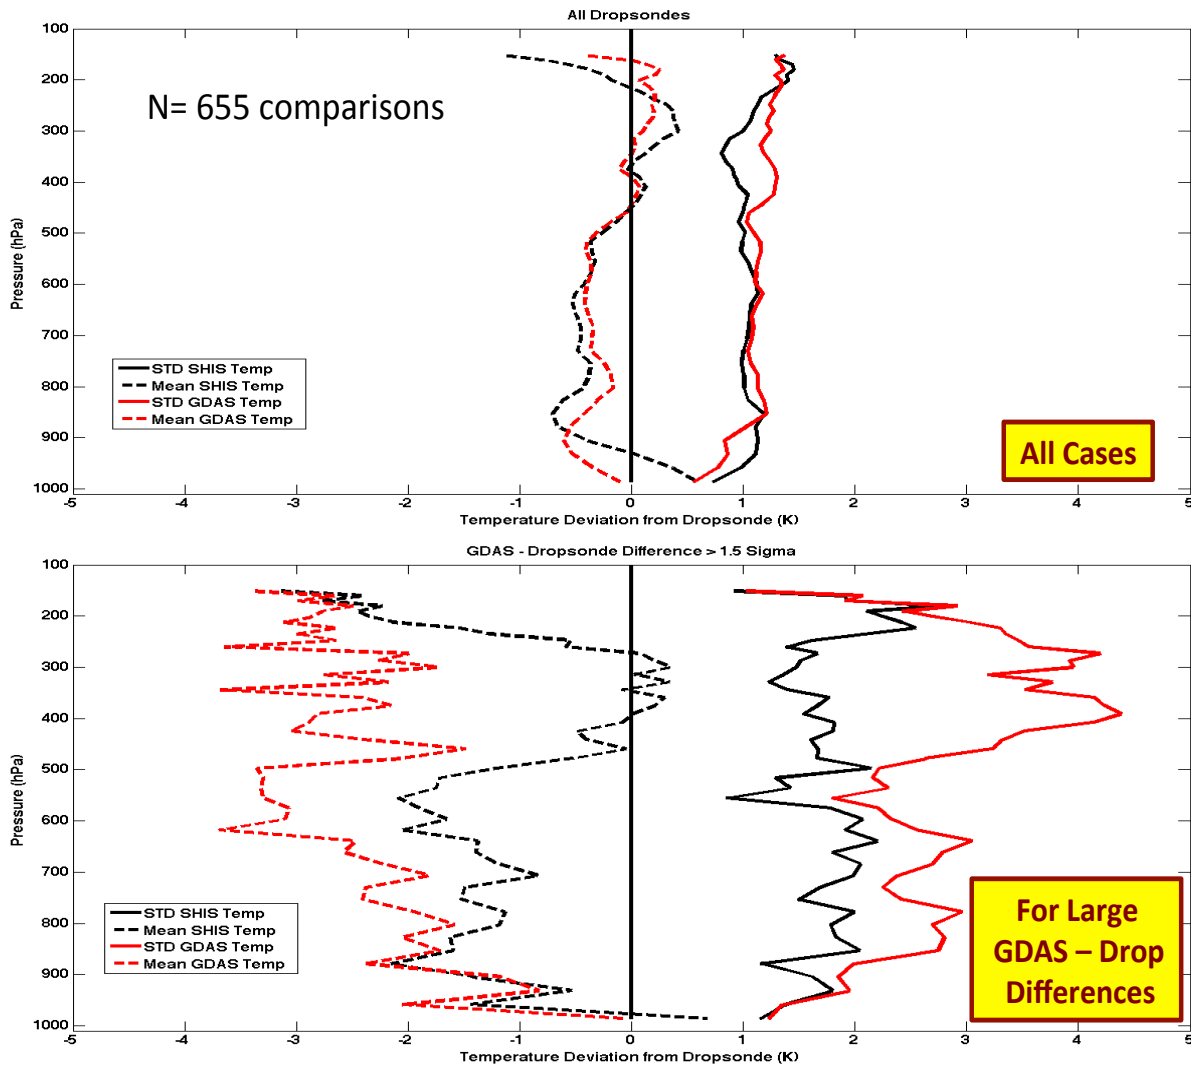 All Dropsondes
100
200
300
400
500
600
700
800
900
1000
Pressure (hPa)
N= 655 comparisons
STD SHIS Temp
Mean SHIS Temp
STD GDAS Temp
Mean GDAS Temp
All Cases
-5
-4
-3
-2
-1
0
1
2
3
4
5
Temperature Deviation from Dropsonde (K)
GDAS - Dropsonde Difference > 1.5 Sigma
100
200
300
400
500
600
700
800
900
1000
Pressure (hPa)
STD SHIS Temp
Mean SHIS Temp
STD GDAS Temp
Mean GDAS Temp
For Large
GDAS – Drop
Differences
-5
-4
-3
-2
-1
0
1
2
3
4
5
Temperature Deviation from Dropsonde (K)